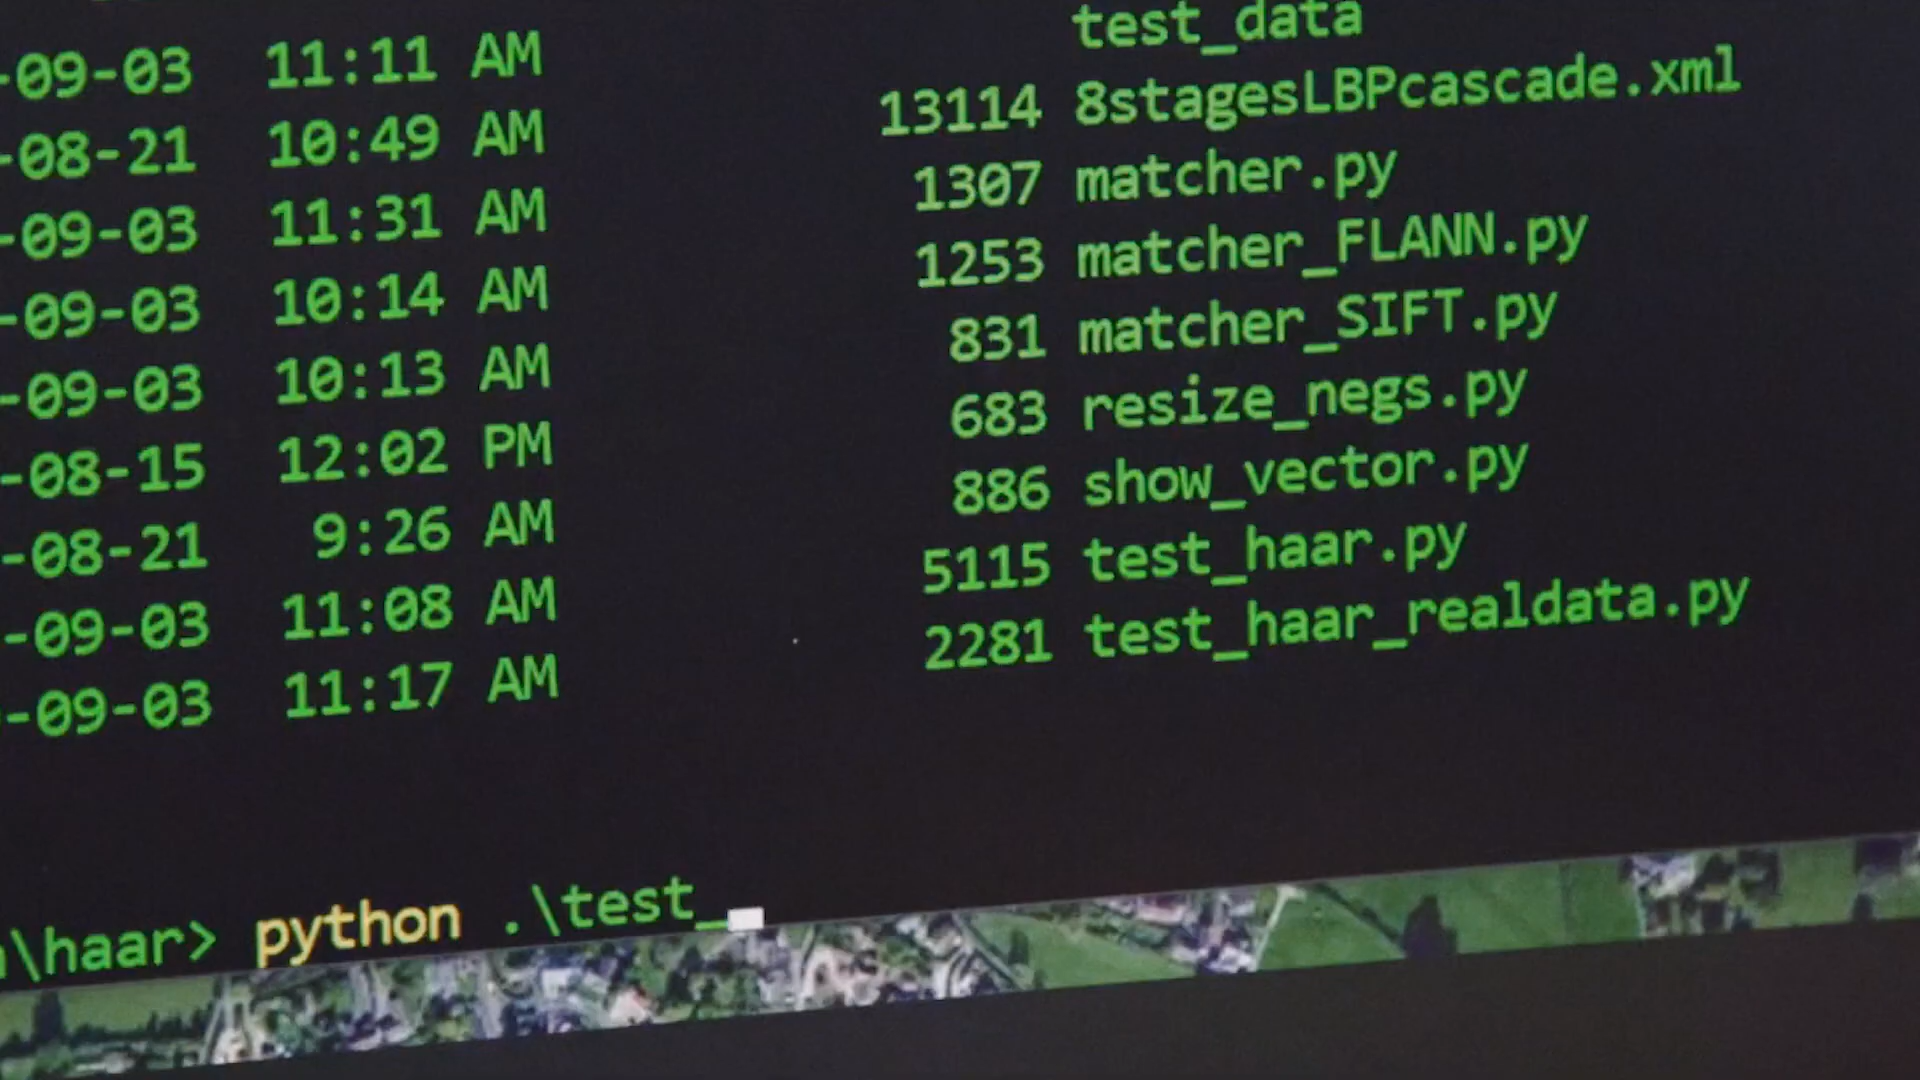 -09-03 11:11 AM test_data
-08-21 10:49 AM 13114 8stagesLBPcascade.xml
-09-03 11:31 AM 1307 matcher.py
-09-03 10:14 AM 1253 matcher_FLANN.py
-09-03 10:13 AM 831 matcher_SIFT.py
-08-15 12:02 PM 683 resize_negs.py
-08-21 9:26 AM 886 show_vector.py
-09-03 11:08 AM 5115 test_haar.py
-09-03 11:17 AM 2281 test_haar_realdata.py
\haar> python .\test_